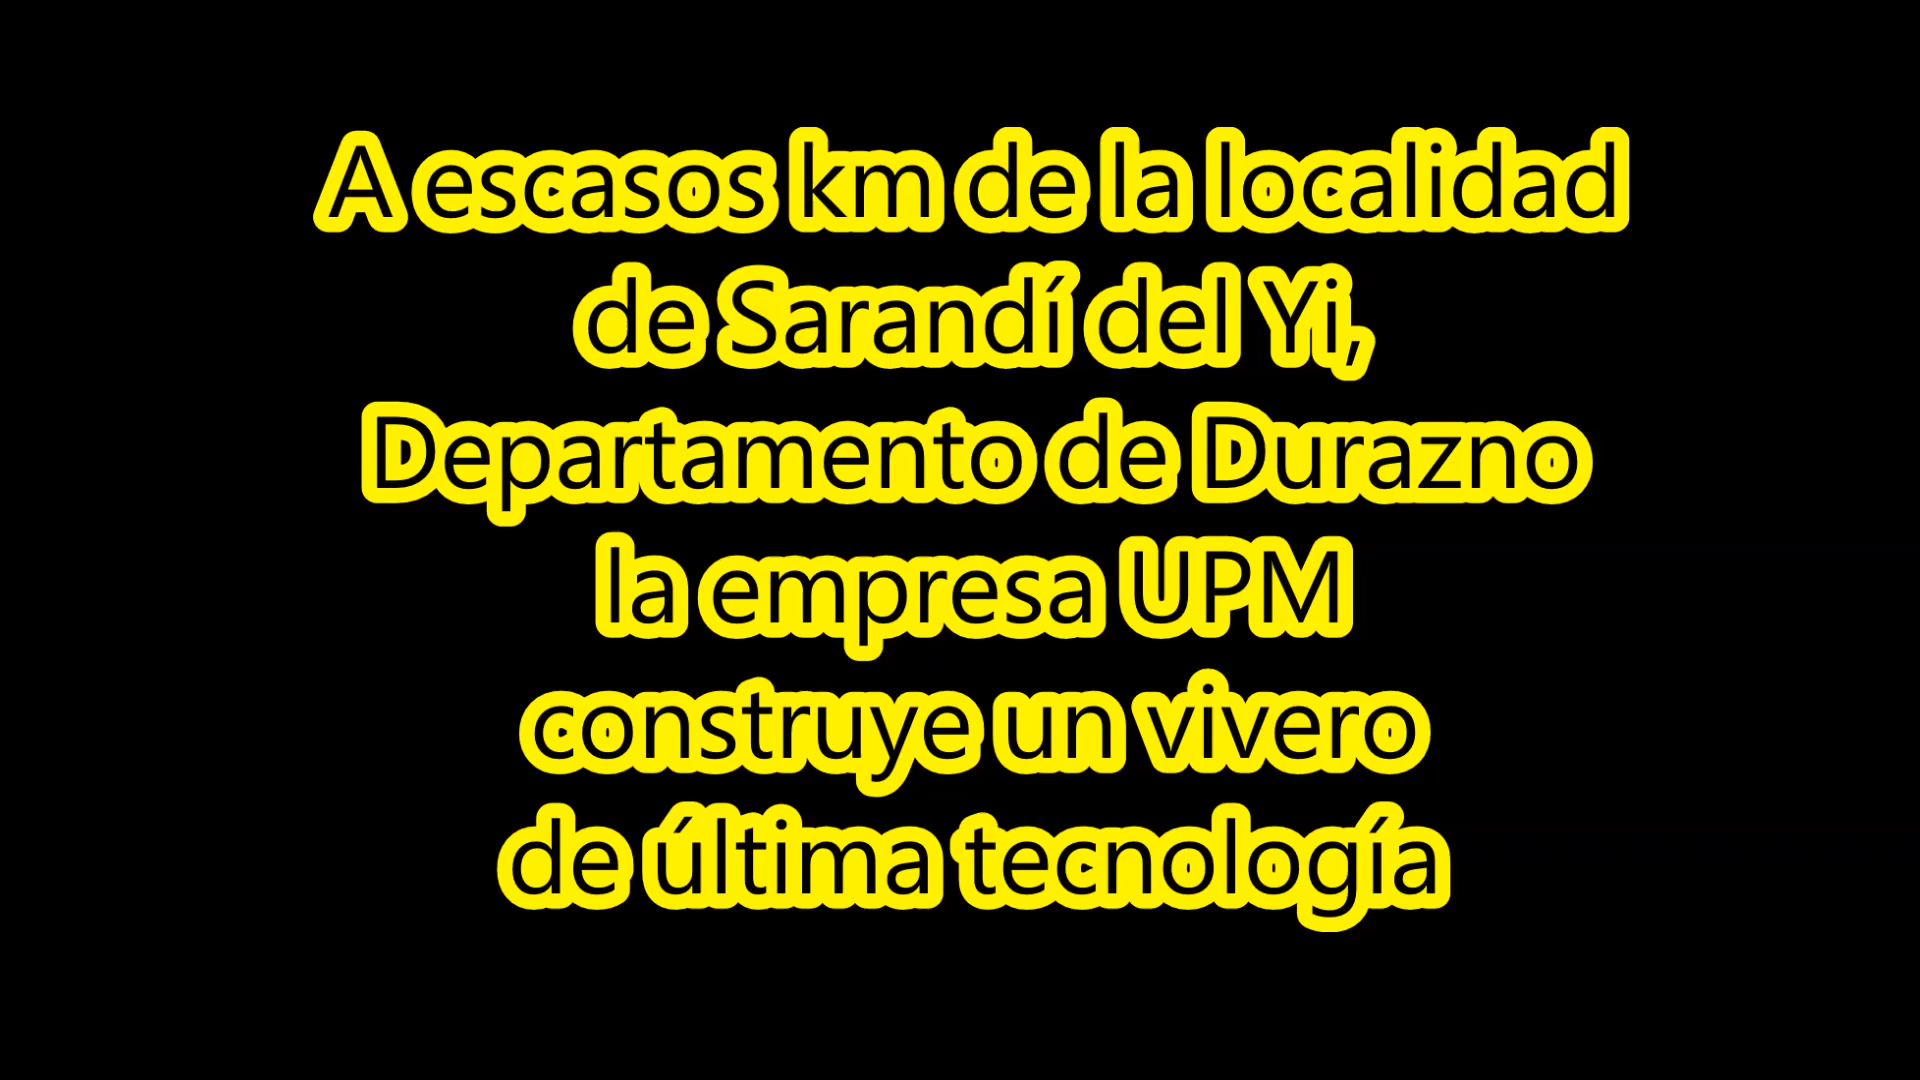 A escasos km de la localidad
de Sarandí del Yi,
Departamento de Durazno
la empresa UPM
construye un vivero
de última tecnología